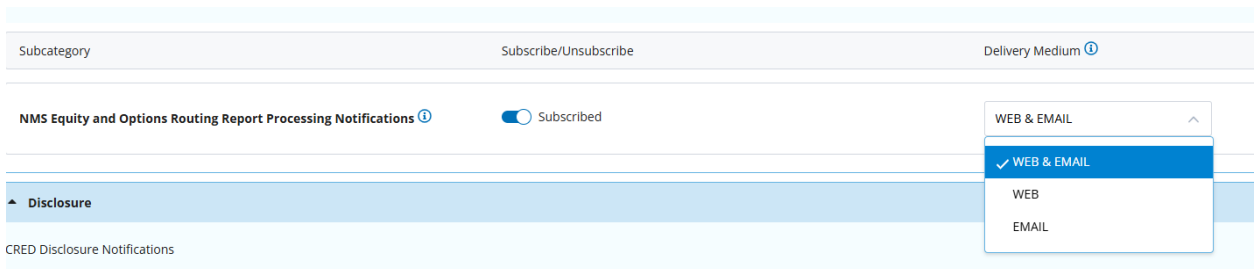 Subcategory Subscribe/Unsubscribe Delivery Medium
NMS Equity and Options Routing Report Processing Notifications Subscribed WEB & EMAIL
WEB & EMAIL
WEB
EMAIL
Disclosure
CRED Disclosure Notifications